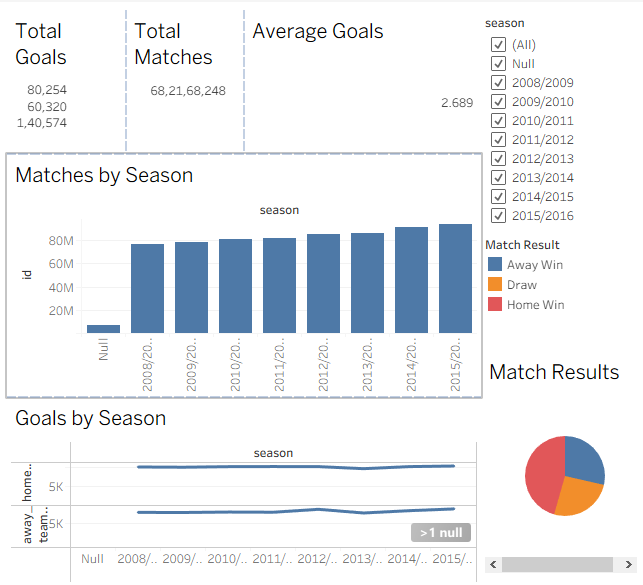 Total
Goals
80,254
60,320
1,40,574
Total
Matches
68,21,68,248
Average Goals
2.689
season
(All)
Null
2008/2009
2009/2010
2010/2011
2011/2012
2012/2013
2013/2014
2014/2015
2015/2016
Match Result
Away Win
Draw
Home Win
Matches by Season
season
id
80M
60M
40M
20M
Null
2008/20..
2009/20..
2010/20..
2011/20..
2012/20..
2013/20..
2014/20..
2015/20..
Match Results
Goals by Season
season
home..
5K
away_
team..
5K
>1 null
Null
2008/..
2009/..
2010/..
2011/..
2012/..
2013/..
2014/..
2015/..